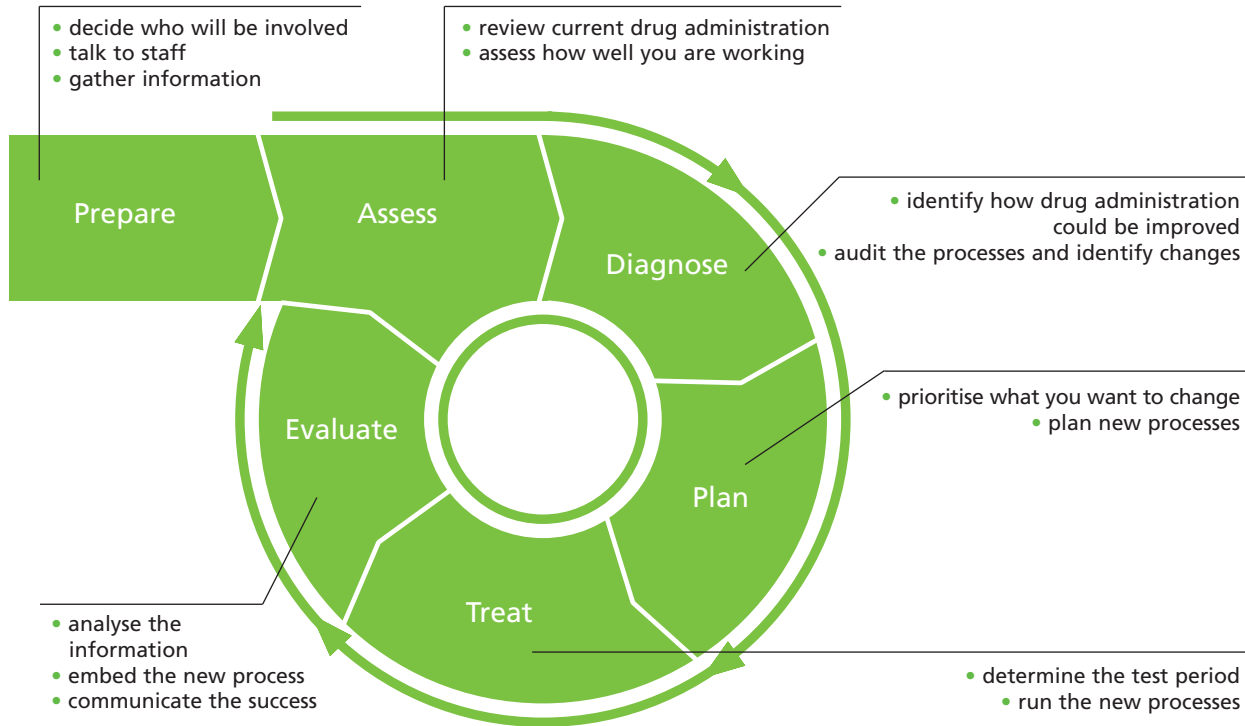 • decide who will be involved
• talk to staff
• gather information
• review current drug administration
• assess how well you are working
Prepare
Assess
Diagnose
• identify how drug administration
could be improved
• audit the processes and identify changes
• prioritise what you want to change
• plan new processes
Evaluate
Plan
Treat
• analyse the
information
• embed the new process
• communicate the success
• determine the test period
• run the new processes